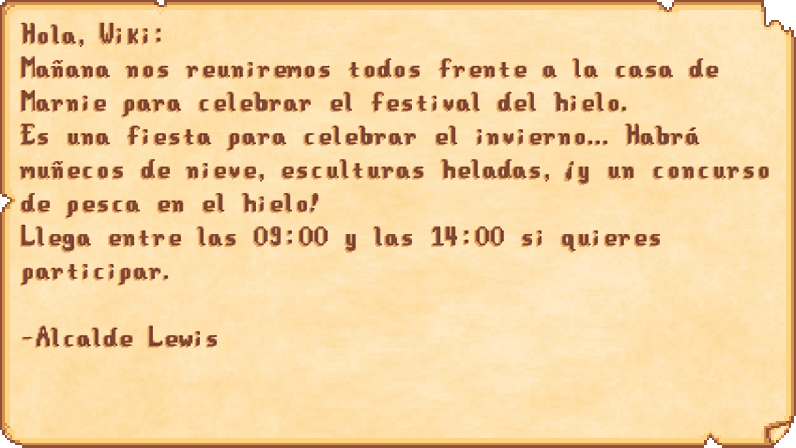 Hola, Wiki:
Mañana nos reuniremos todos frente a la casa de
Marnie para celebrar el festival del hielo.
Es una fiesta para celebrar el invierno... Habrá
muñecos de nieve, esculturas heladas, ¡y un concurso
de pesca en el hielo!
Llega entre las 09:00 y las 14:00 si quieres
participar.
-Alcalde Lewis